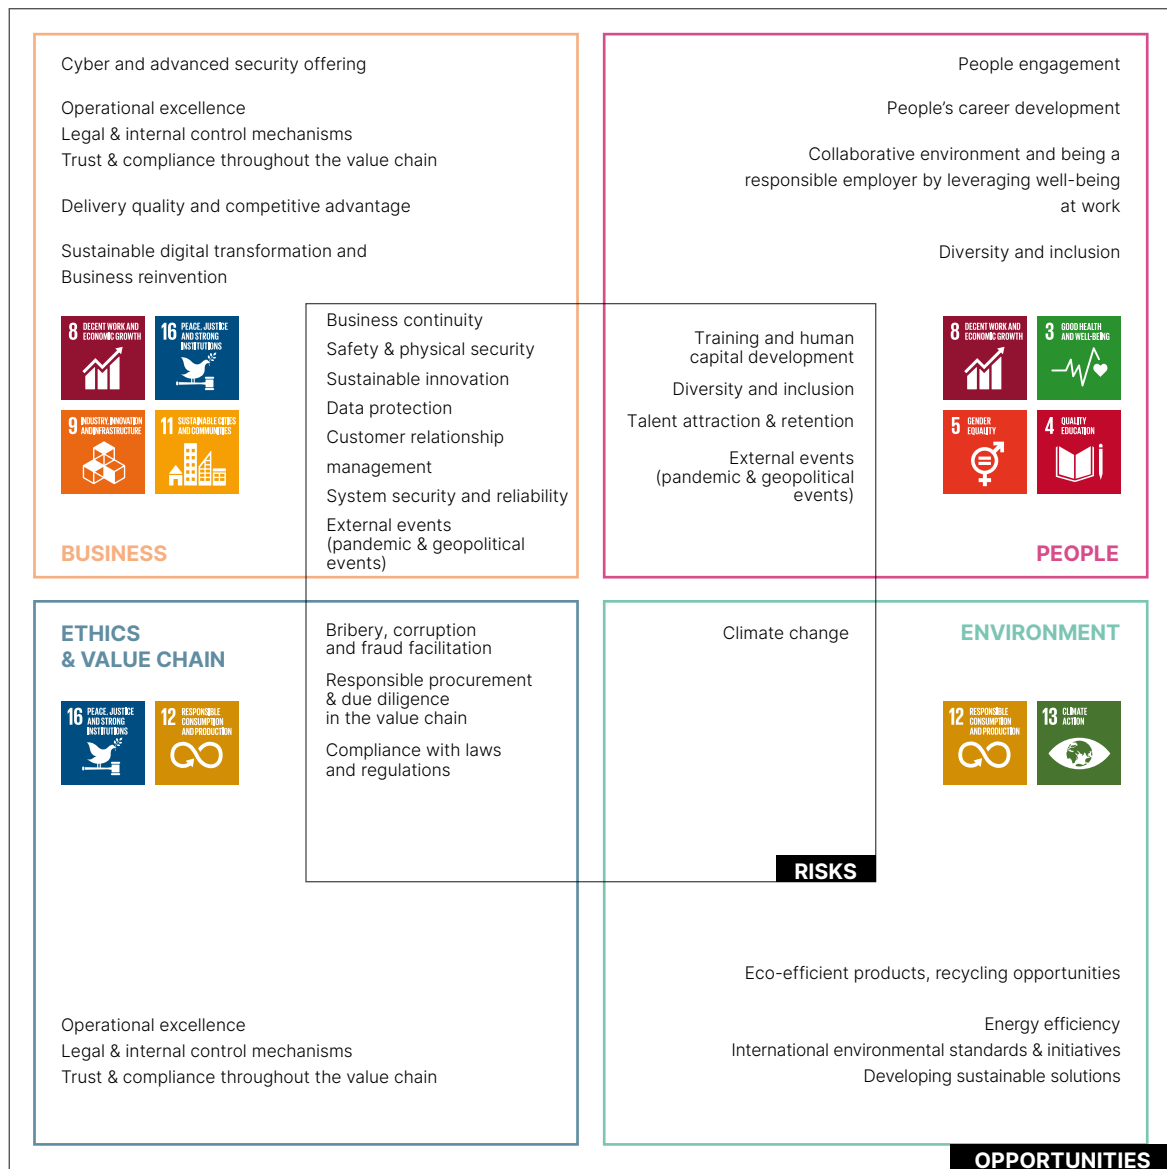 Cyber and advanced security offering
Operational excellence
Legal & internal control mechanisms
Trust & compliance throughout the value chain
Delivery quality and competitive advantage
Sustainable digital transformation and
Business reinvention
8 DECENT WORK AND
ECONOMIC GROWTH
16 PEACE, JUSTICE
AND STRONG
INSTITUTIONS
9 INDUSTRY, INNOVATION
AND INFRASTRUCTURE
11 SUSTAINABLE CITIES
AND COMMUNITIES
BUSINESS
Business continuity
Safety & physical security
Sustainable innovation
Data protection
Customer relationship
management
System security and reliability
External events
(pandemic & geopolitical
events)
People engagement
People’s career development
Collaborative environment and being a
responsible employer by leveraging well-being
at work
Diversity and inclusion
Training and human
capital development
Diversity and inclusion
Talent attraction & retention
External events
(pandemic & geopolitical
events)
8 DECENT WORK AND
ECONOMIC GROWTH
3 GOOD HEALTH
AND WELL-BEING
5 GENDER
EQUALITY
4 QUALITY
EDUCATION
PEOPLE
ETHICS
& VALUE CHAIN
16 PEACE, JUSTICE
AND STRONG
INSTITUTIONS
12 RESPONSIBLE
CONSUMPTION
AND PRODUCTION
Bribery, corruption
and fraud facilitation
Responsible procurement
& due diligence
in the value chain
Compliance with laws
and regulations
Operational excellence
Legal & internal control mechanisms
Trust & compliance throughout the value chain
Climate change
ENVIRONMENT
12 RESPONSIBLE
CONSUMPTION
AND PRODUCTION
13 CLIMATE
ACTION
RISKS
Eco-efficient products, recycling opportunities
Energy efficiency
International environmental standards & initiatives
Developing sustainable solutions
OPPORTUNITIES